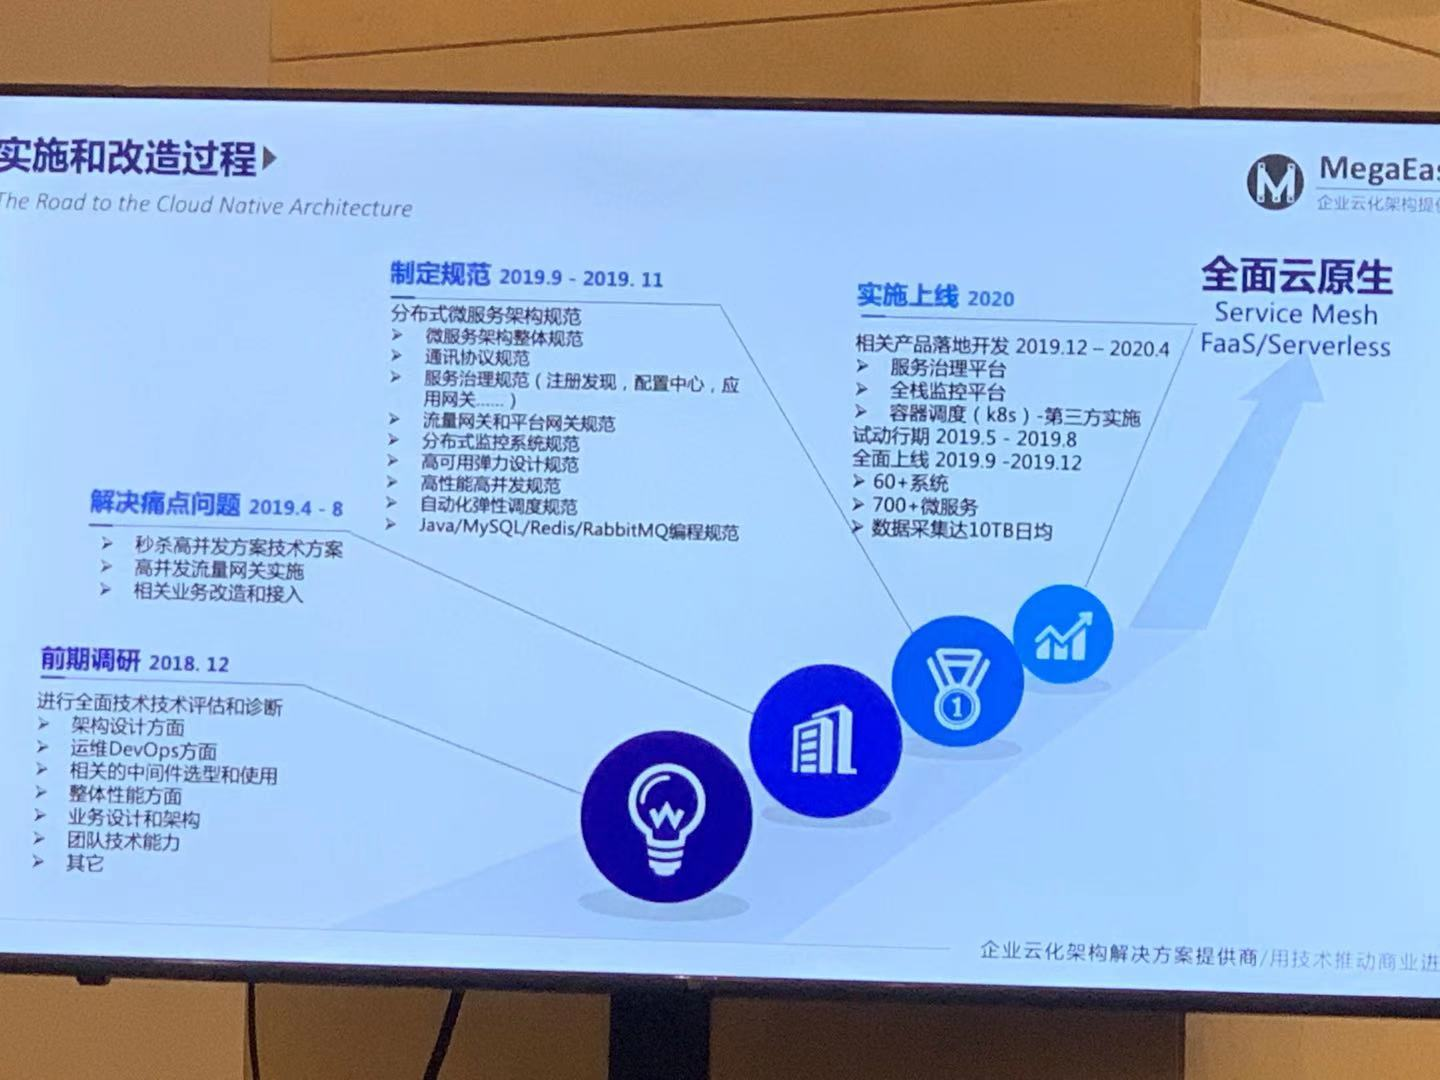 实施和改造过程
The Road to the Cloud Native Architecture
MegaEas
企业云化架构提
全面云原生
Service Mesh
FaaS/Serverless
制定规范 2019.9 - 2019. 11
分布式微服务架构规范
➢ 微服务架构整体规范
➢ 通讯协议规范
➢ 服务治理规范（注册发现，配置中心，应
用网关......）
➢ 流量网关和平台网关规范
➢ 分布式监控系统规范
➢ 高可用弹力设计规范
➢ 高性能高并发规范
➢ 自动化弹性调度规范
➢ Java/MySQL/Redis/RabbitMQ编程规范
实施上线 2020
相关产品落地开发 2019.12 – 2020.4
➢ 服务治理平台
➢ 全栈监控平台
➢ 容器调度（k8s）-第三方实施
试动行期 2019.5 - 2019.8
全面上线 2019.9 -2019.12
➢ 60+系统
➢ 700+微服务
➢ 数据采集达10TB日均
解决痛点问题 2019.4 - 8
➢ 秒杀高并发方案技术方案
➢ 高并发流量网关实施
➢ 相关业务改造和接入
前期调研 2018. 12
进行全面技术技术评估和诊断
➢ 架构设计方面
➢ 运维DevOps方面
➢ 相关的中间件选型和使用
➢ 整体性能方面
➢ 业务设计和架构
➢ 团队技术能力
➢ 其它
1
企业云化架构解决方案提供商/用技术推动商业进